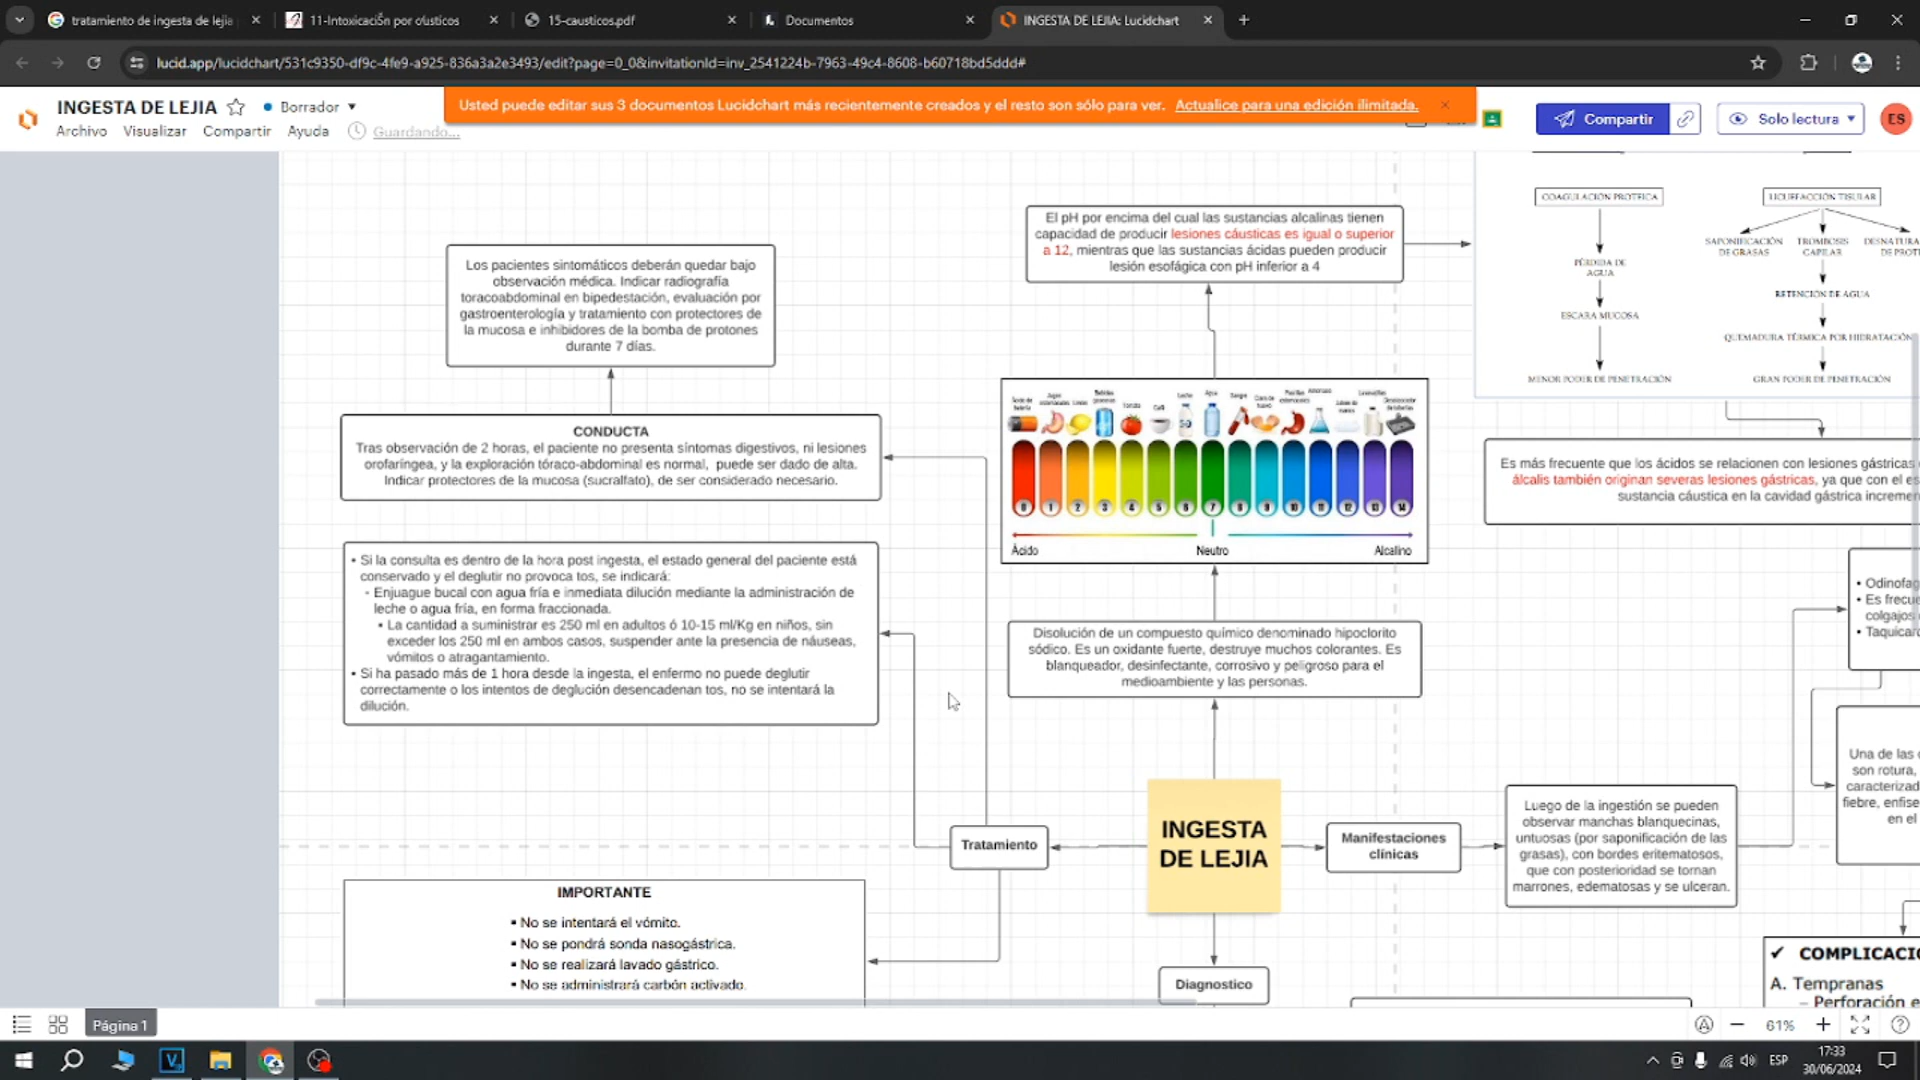 tratamiento de ingesta de lejia
15-causticos.pdf
Documentos
INGESTA DE LEJIA: Lucidchart
lucid.app/lucidchart/531c9350-df9c-4fe9-a925-836a3a2e3493/edit?page=0_0&invitationId=inv_2541224b-7963-49c4-8608-b60718bd5ddd#
INGESTA DE LEJIA
Borrador
Usted puede editar sus 3 documentos Lucidchart más recientemente creados y el resto son sólo para ver. Actualice para una edición ilimitada.
Archivo Visualizar Compartir Ayuda Guardando...
Compartir
Solo lectura
ES
COAGULACIÓN PROTEICA
PÉRDIDA DE
AGUA
ESCARA MUCOSA
MENOR PODER DE PENETRACIÓN
LICUEFACCIÓN TISULAR
SAPONIFICACIÓN
DE GRASAS
TROMBOSIS
CAPILAR
RETENCIÓN DE AGUA
QUEMADURA TÉRMICA POR HIDRATACIÓN
GRAN PODER DE PENETRACIÓN
El pH por encima del cual las sustancias alcalinas tienen
capacidad de producir lesiones cáusticas es igual o superior
a 12, mientras que las sustancias ácidas pueden producir
lesión esofágica con pH inferior a 4
Los pacientes sintomáticos deberán quedar bajo
observación médica. Indicar radiografía
toracoabdominal en bipedestación, evaluación por
gastroenterología y tratamiento con protectores de
la mucosa e inhibidores de la bomba de protones
durante 7 días.
CONDUCTA
Tras observación de 2 horas, el paciente no presenta síntomas digestivos, ni lesiones
orofaríngea, y la exploración tóraco-abdominal es normal, puede ser dado de alta.
Indicar protectores de la mucosa (sucralfato), de ser considerado necesario.
Tomate Café Leche Agua Sangre
0 1 2 3 4 5 6 7 8 9 10 11 12 13 14
Ácido Neutro Alcalino
Es más frecuente que los ácidos se relacionen con lesiones gástricas
álcalis también originan severas lesiones gástricas, ya que con el
sustancia cáustica en la cavidad gástrica
• Si la consulta es dentro de la hora post ingesta, el estado general del paciente está
conservado y el deglutir no provoca tos, se indicará:
- Enjuague bucal con agua fría e inmediata dilución mediante la administración de
leche o agua fría, en forma fraccionada.
• La cantidad a suministrar es 250 ml en adultos ó 10-15 ml/Kg en niños, sin
exceder los 250 ml en ambos casos, suspender ante la presencia de náuseas,
vómitos o atragantamiento.
• Si ha pasado más de 1 hora desde la ingesta, el enfermo no puede deglutir
correctamente o los intentos de deglución desencadenan tos, no se intentará la
dilución.
Disolución de un compuesto químico denominado hipoclorito
sódico. Es un oxidante fuerte, destruye muchos colorantes. Es
blanqueador, desinfectante, corrosivo y peligroso para el
medioambiente y las personas.
• Es
colgajos
Una de las
son rotura,
fiebre,
en el
Tratamiento
INGESTA
DE LEJIA
Manifestaciones
clínicas
Luego de la ingestión se pueden
observar manchas blanquecinas,
untuosas (por saponificación de las
grasas), con bordes eritematosos,
que con posterioridad se tornan
marrones, edematosas y se ulceran.
IMPORTANTE
▪ No se intentará el vómito.
▪ No se pondrá sonda nasogástrica.
▪ No se realizará lavado gástrico.
▪ No se administrará carbón activado.
Diagnostico
✓ COMPLICACIO
A. Tempranas
– Perforación e
Página 1
61%
ESP
17:33
30/06/2024